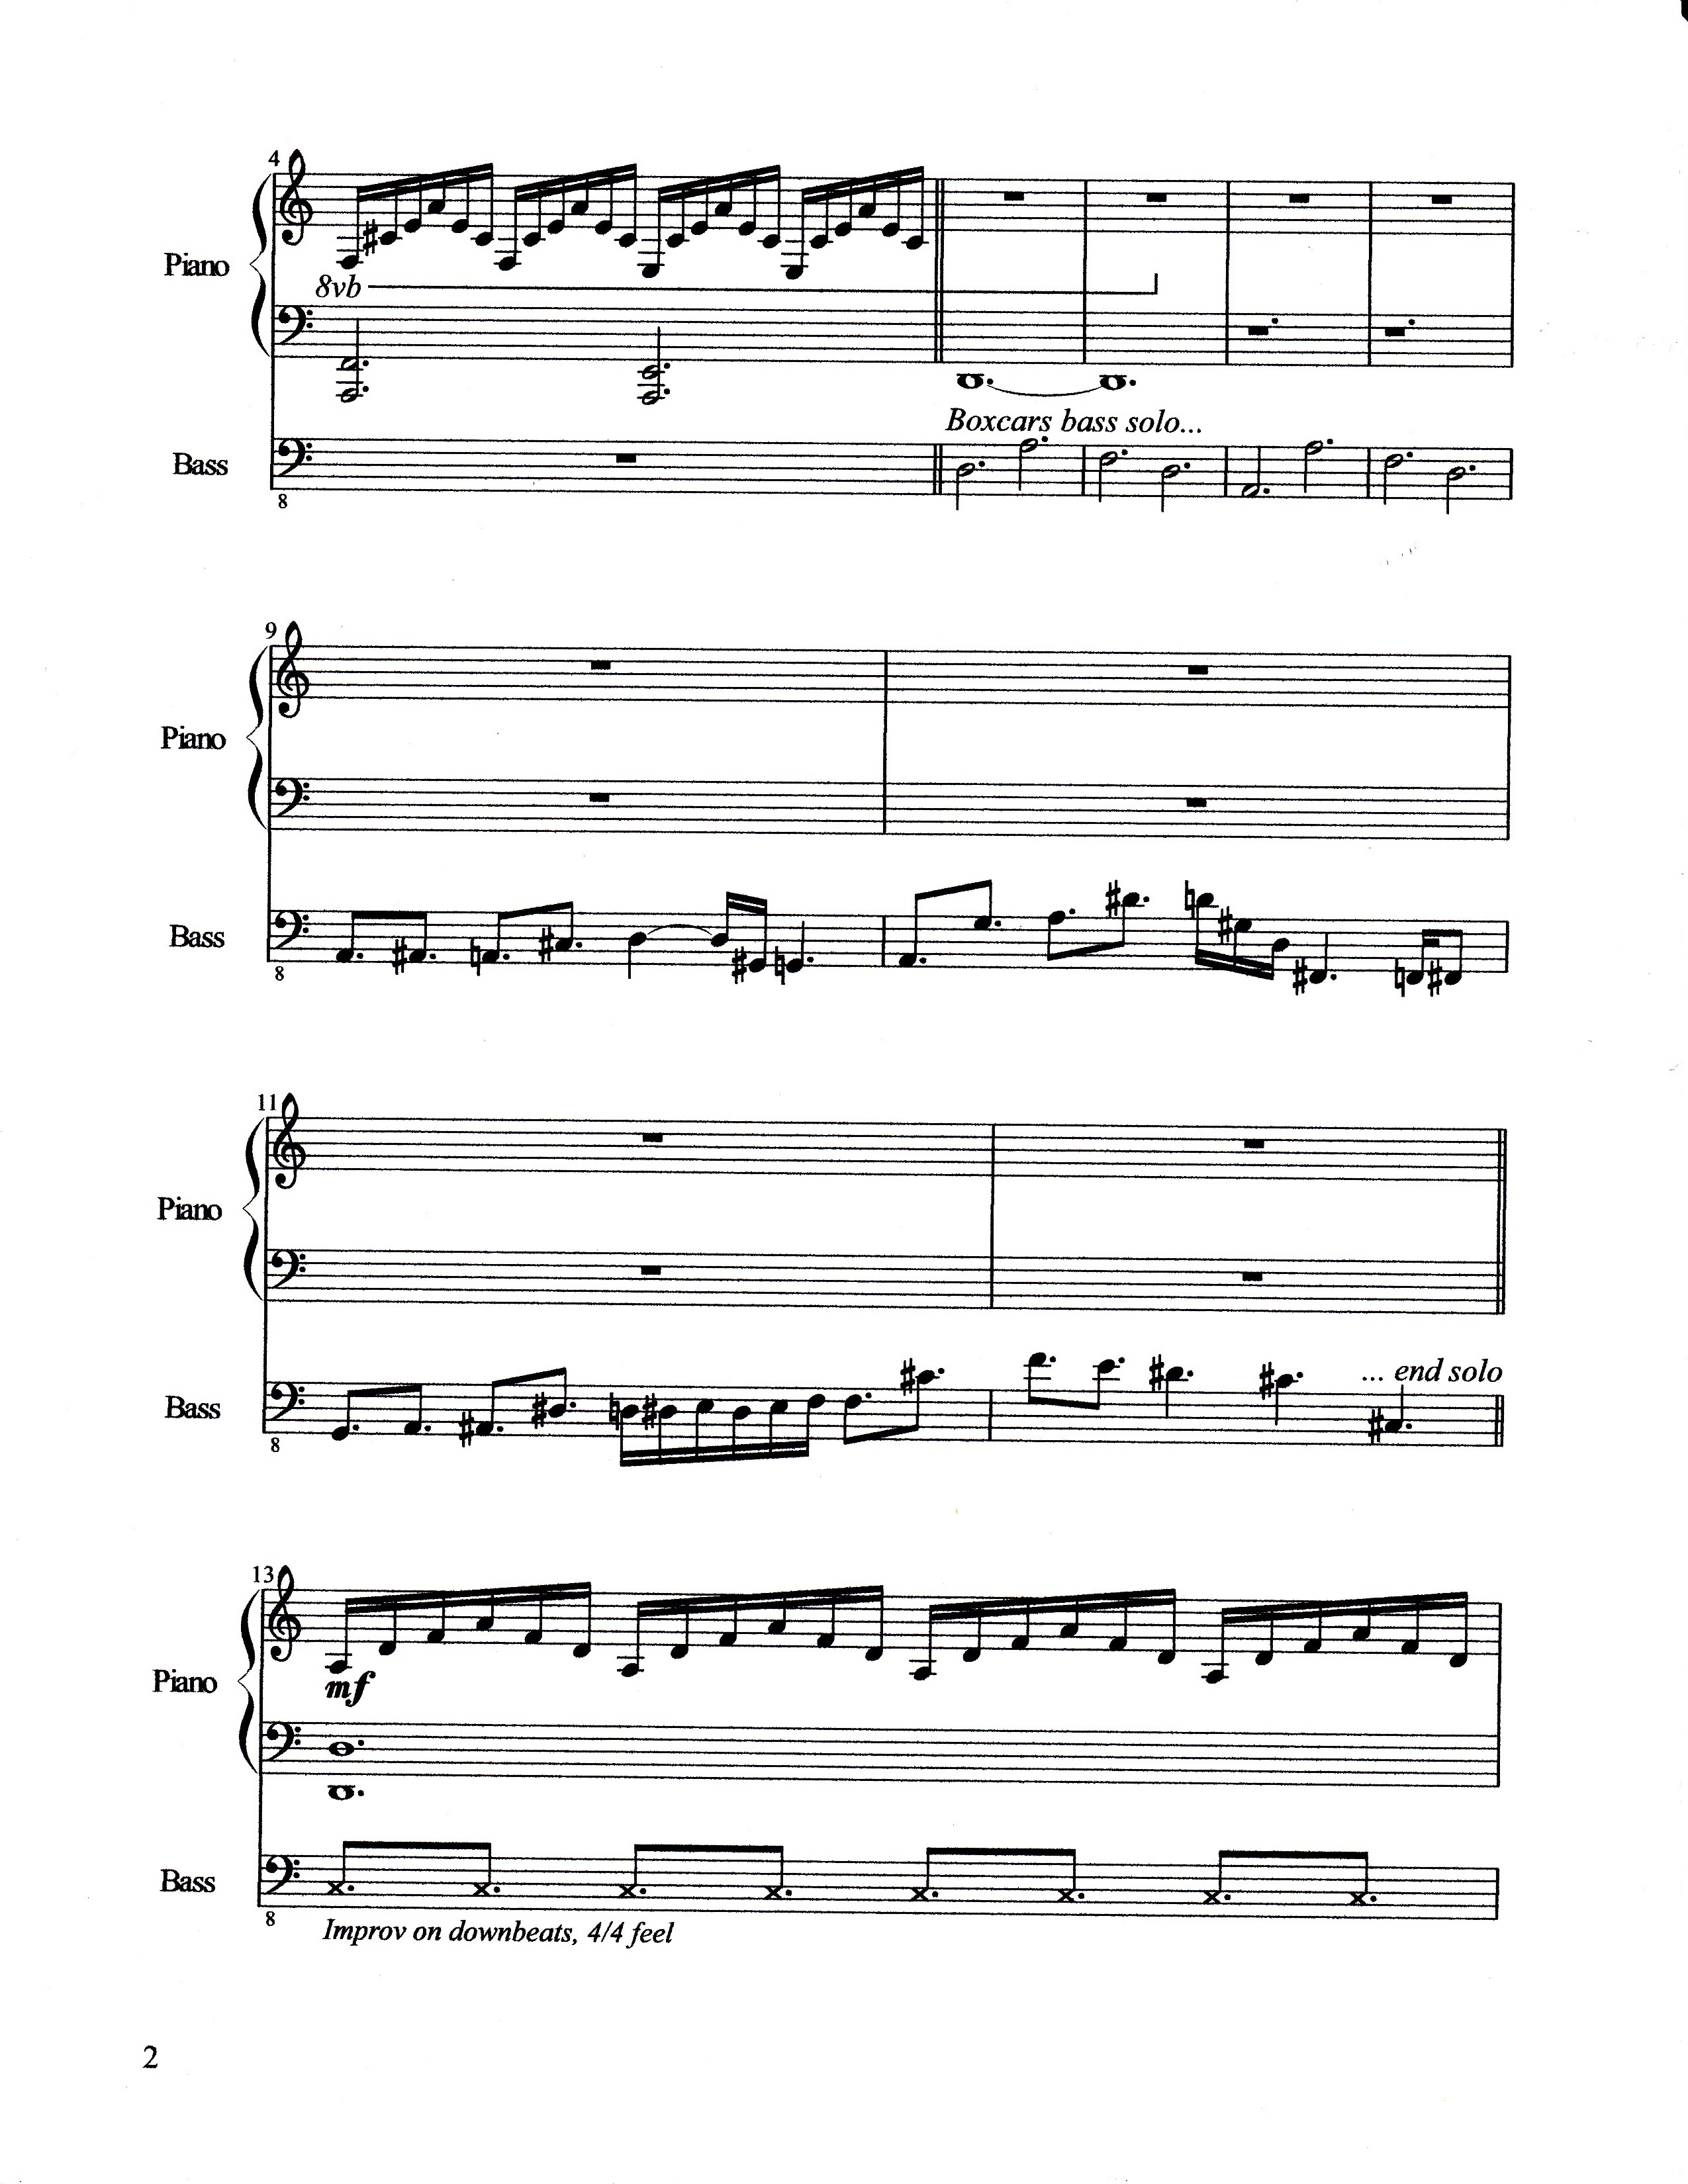 4
Piano
8vb
Boxcars bass solo...
Bass
8
9
Piano
Bass
8
11
Piano
... end solo
Bass
8
13
Piano
mf
Bass
8
Improv on downbeats, 4/4 feel
2